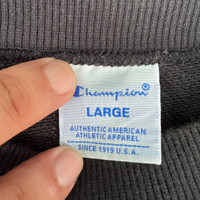 Champion
LARGE
AUTHENTIC AMERICAN
ATHLETIC APPAREL
SINCE 1919 U.S.A.